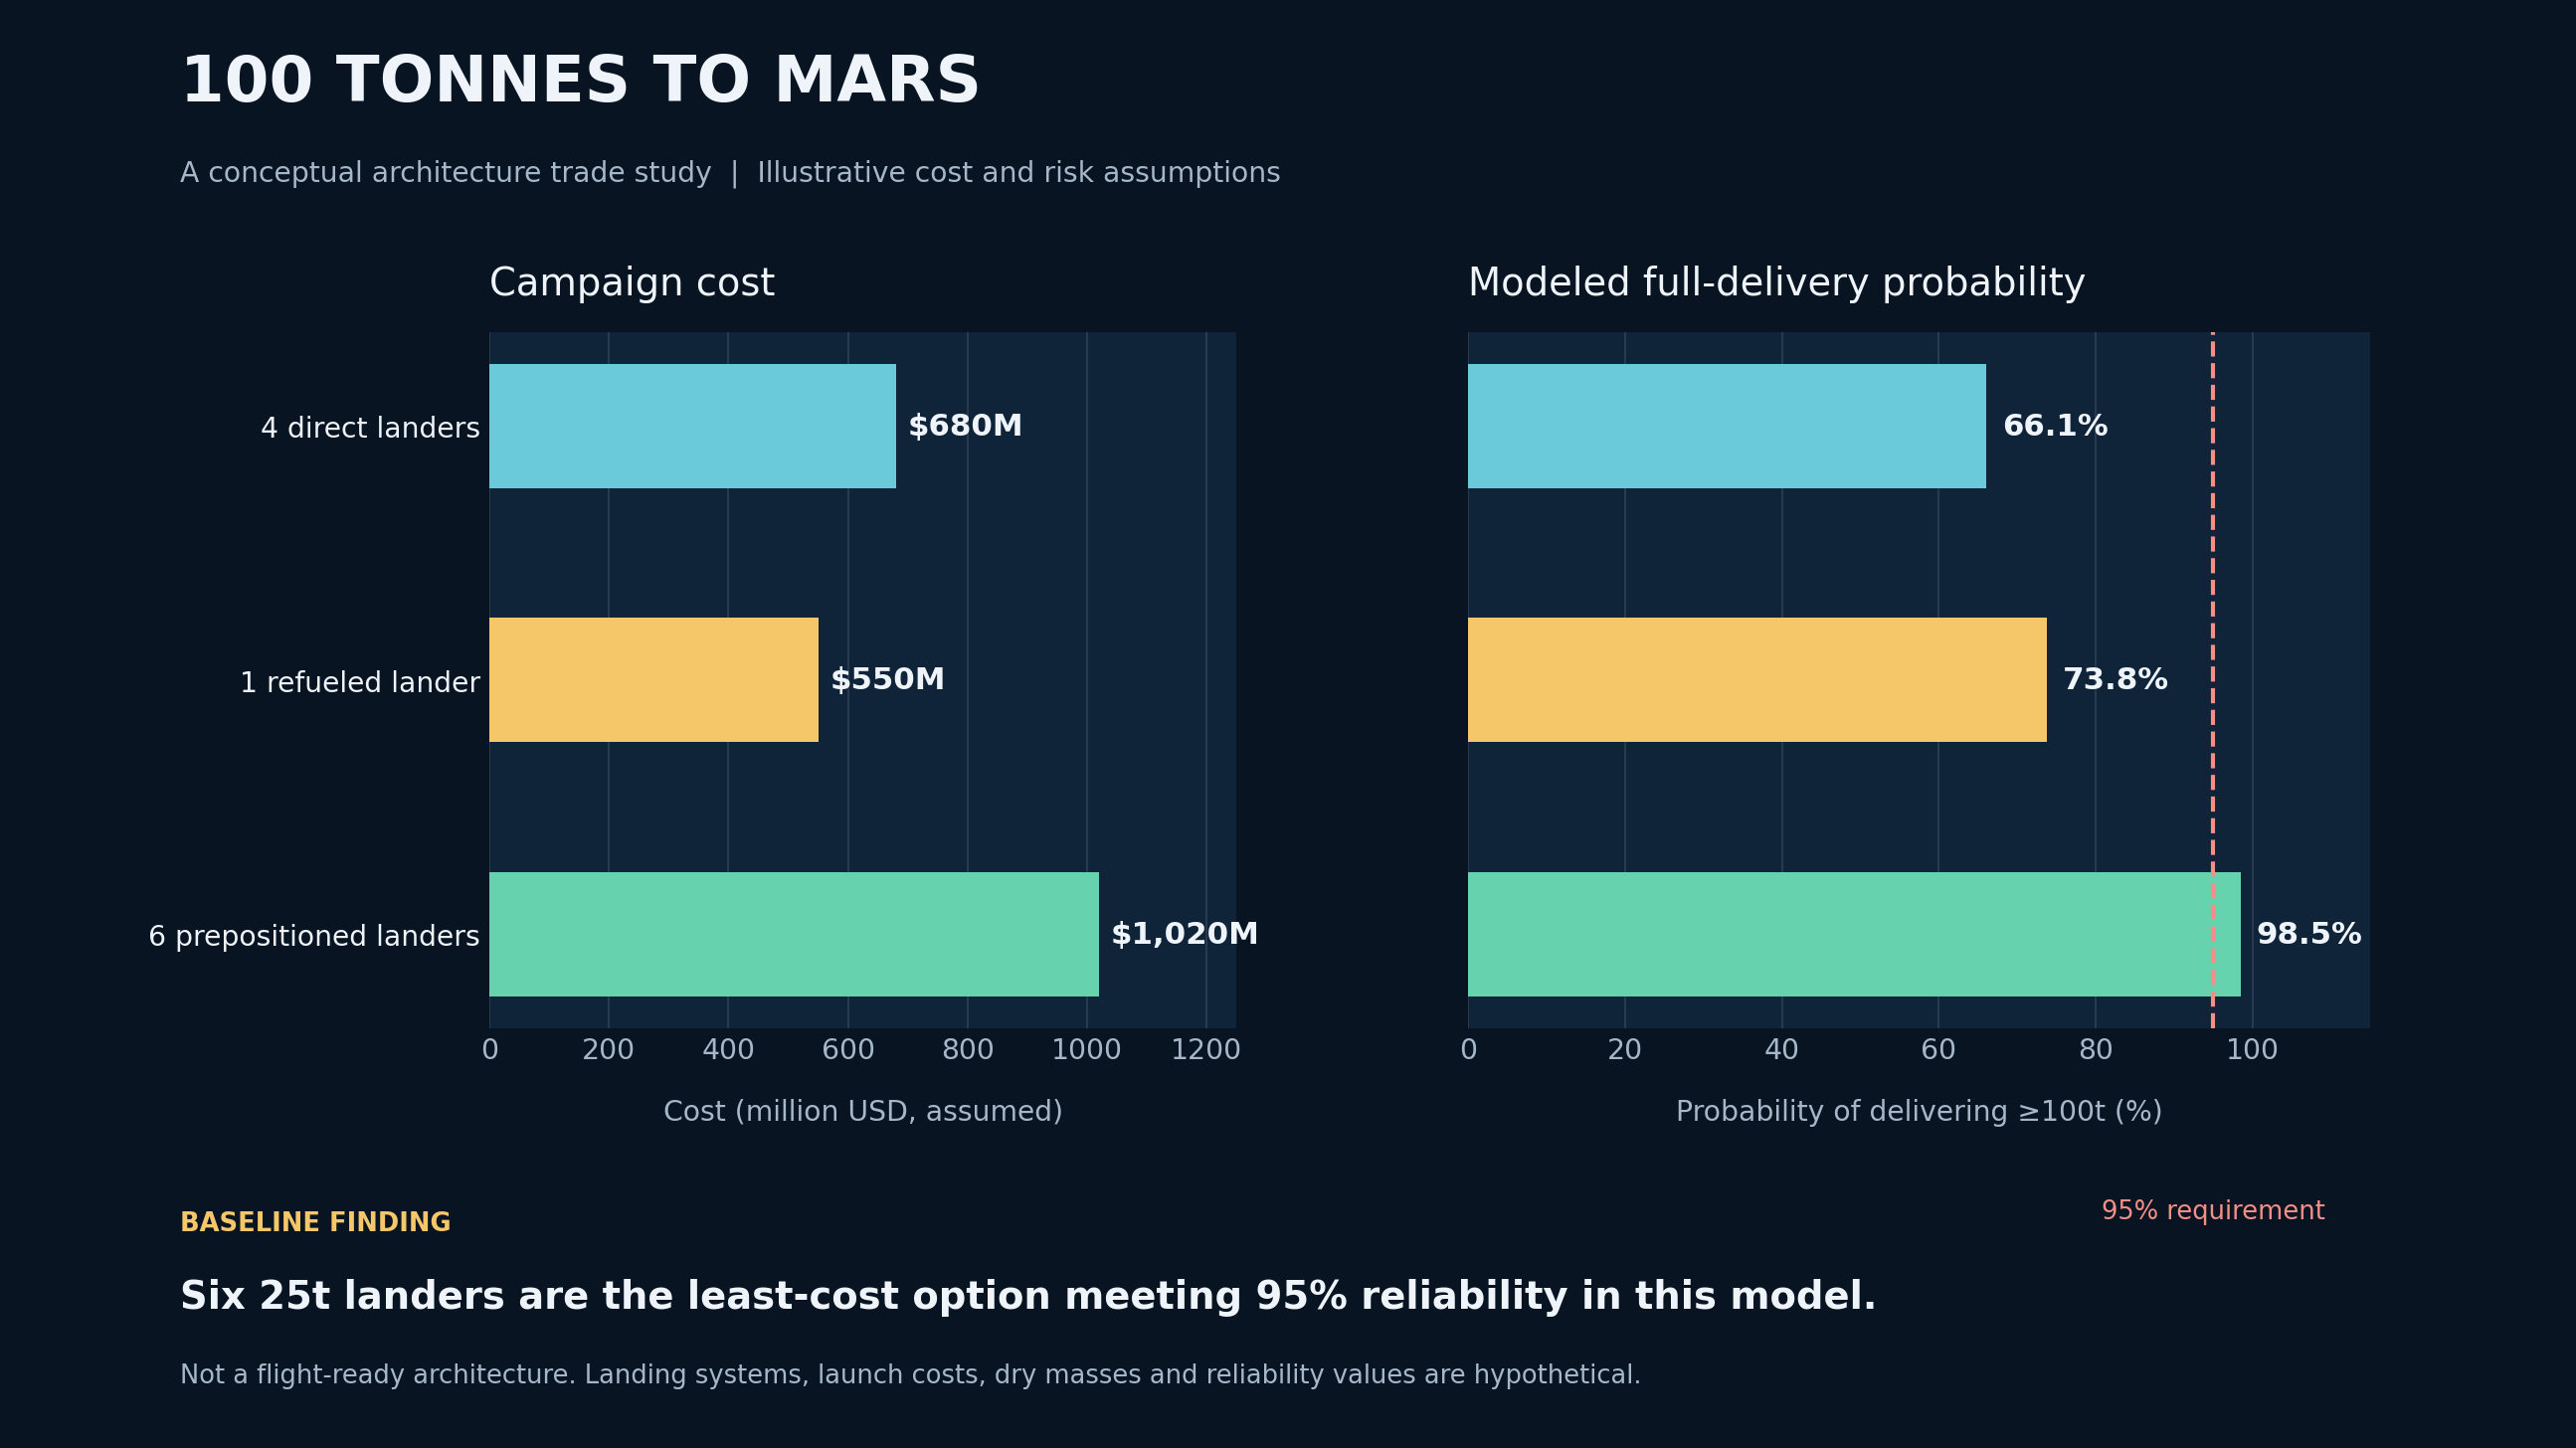 100 TONNES TO MARS
A conceptual architecture trade study | Illustrative cost and risk assumptions
Campaign cost
4 direct landers
$680M
1 refueled lander
$550M
6 prepositioned landers
$1,020M
0 200 400 600 800 1000 1200
Cost (million USD, assumed)
Modeled full-delivery probability
66.1%
73.8%
98.5%
0 20 40 60 80 100
Probability of delivering ≥100t (%)
95% requirement
BASELINE FINDING
Six 25t landers are the least-cost option meeting 95% reliability in this model.
Not a flight-ready architecture. Landing systems, launch costs, dry masses and reliability values are hypothetical.